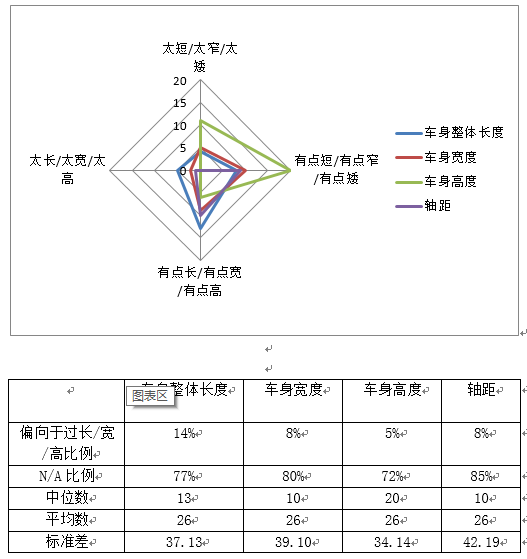 太短/太窄/太
矮
20
15
10
5
0
太长/太宽/太
高
有点短/有点窄
/有点矮
有点长/有点宽
/有点高
车身整体长度
车身宽度
车身高度
轴距
图表区
整体长度 车身宽度 车身高度 轴距
偏向于过长/宽
/高比例 14% 8% 5% 8%
N/A 比例 77% 80% 72% 85%
中位数 13 10 20 10
平均数 26 26 26 26
标准差 37.13 39.10 34.14 42.19